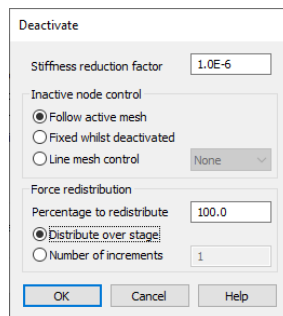 Deactivate
Stiffness reduction factor 1.0E-6
Inactive node control
Follow active mesh
Fixed whilst deactivated
Line mesh control None
Force redistribution
Percentage to redistribute 100.0
Distribute over stage
Number of increments 1
OK Cancel Help